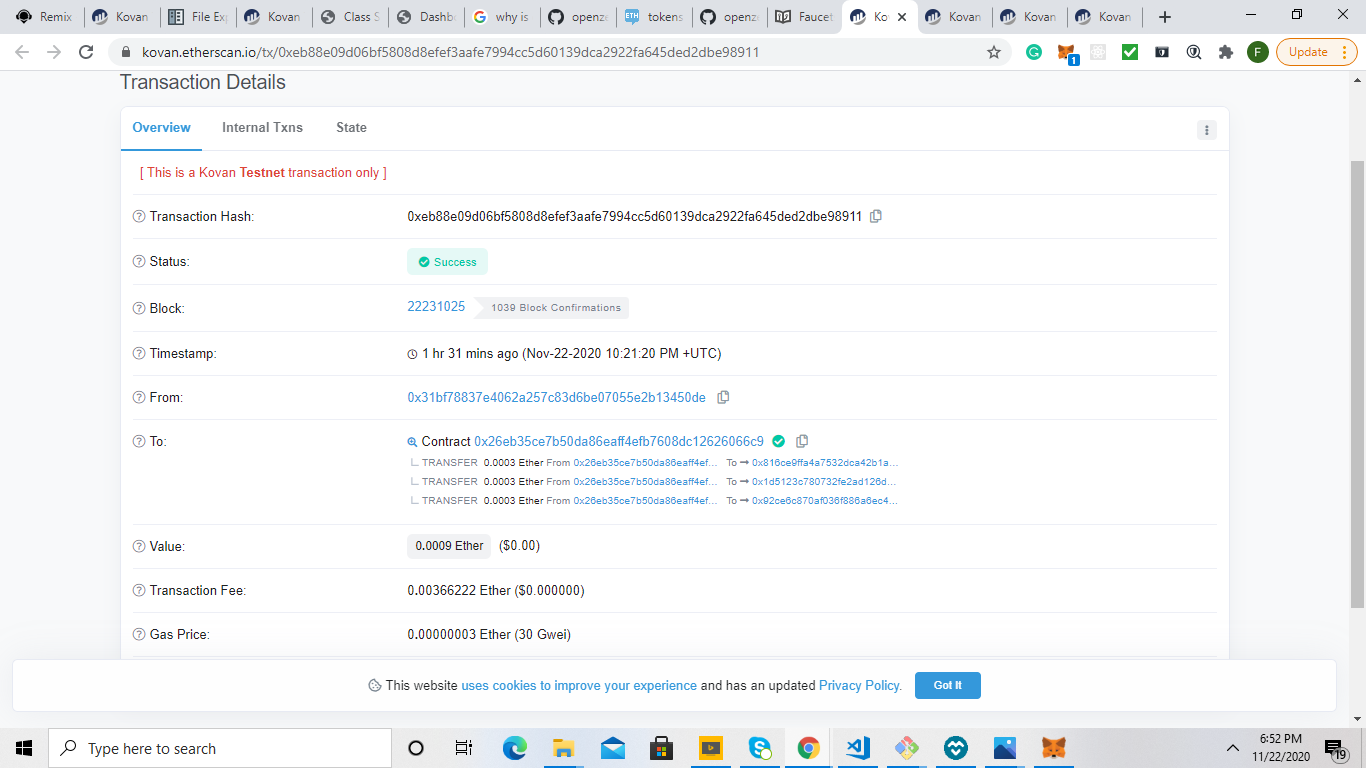 Remix
Kovan
File Exp
Kovan
Class S
Dashbo
why is
openze
tokens
openze
Faucet
Ko
Kovan
Kovan
Kovan
kovan.etherscan.io/tx/0xeb88e09d06bf5808d8efef3aafe7994cc5d60139dca2922fa645ded2dbe98911
1
F
Update
Transaction Details
Overview
Internal Txns
State
[ This is a Kovan Testnet transaction only ]
Transaction Hash:
0xeb88e09d06bf5808d8efef3aafe7994cc5d60139dca2922fa645ded2dbe98911
Status:
Success
Block:
22231025
1039 Block Confirmations
Timestamp:
1 hr 31 mins ago (Nov-22-2020 10:21:20 PM +UTC)
From:
0x31bf78837e4062a257c83d6be07055e2b13450de
To:
Contract 0x26eb35ce7b50da86eaff4efb7608dc12626066c9
TRANSFER 0.0003 Ether From 0x26eb35ce7b50da86eaff4ef... To → 0x816ce9ffa4a7532dca42b1a...
TRANSFER 0.0003 Ether From 0x26eb35ce7b50da86eaff4ef... To → 0x1d5123c780732fe2ad126d...
TRANSFER 0.0003 Ether From 0x26eb35ce7b50da86eaff4ef... To → 0x92ce6c870af036f886a6ec4...
Value:
0.0009 Ether ($0.00)
Transaction Fee:
0.00366222 Ether ($0.000000)
Gas Price:
0.00000003 Ether (30 Gwei)
This website uses cookies to improve your experience and has an updated Privacy Policy.
Got It
Type here to search
6:52 PM
11/22/2020
19